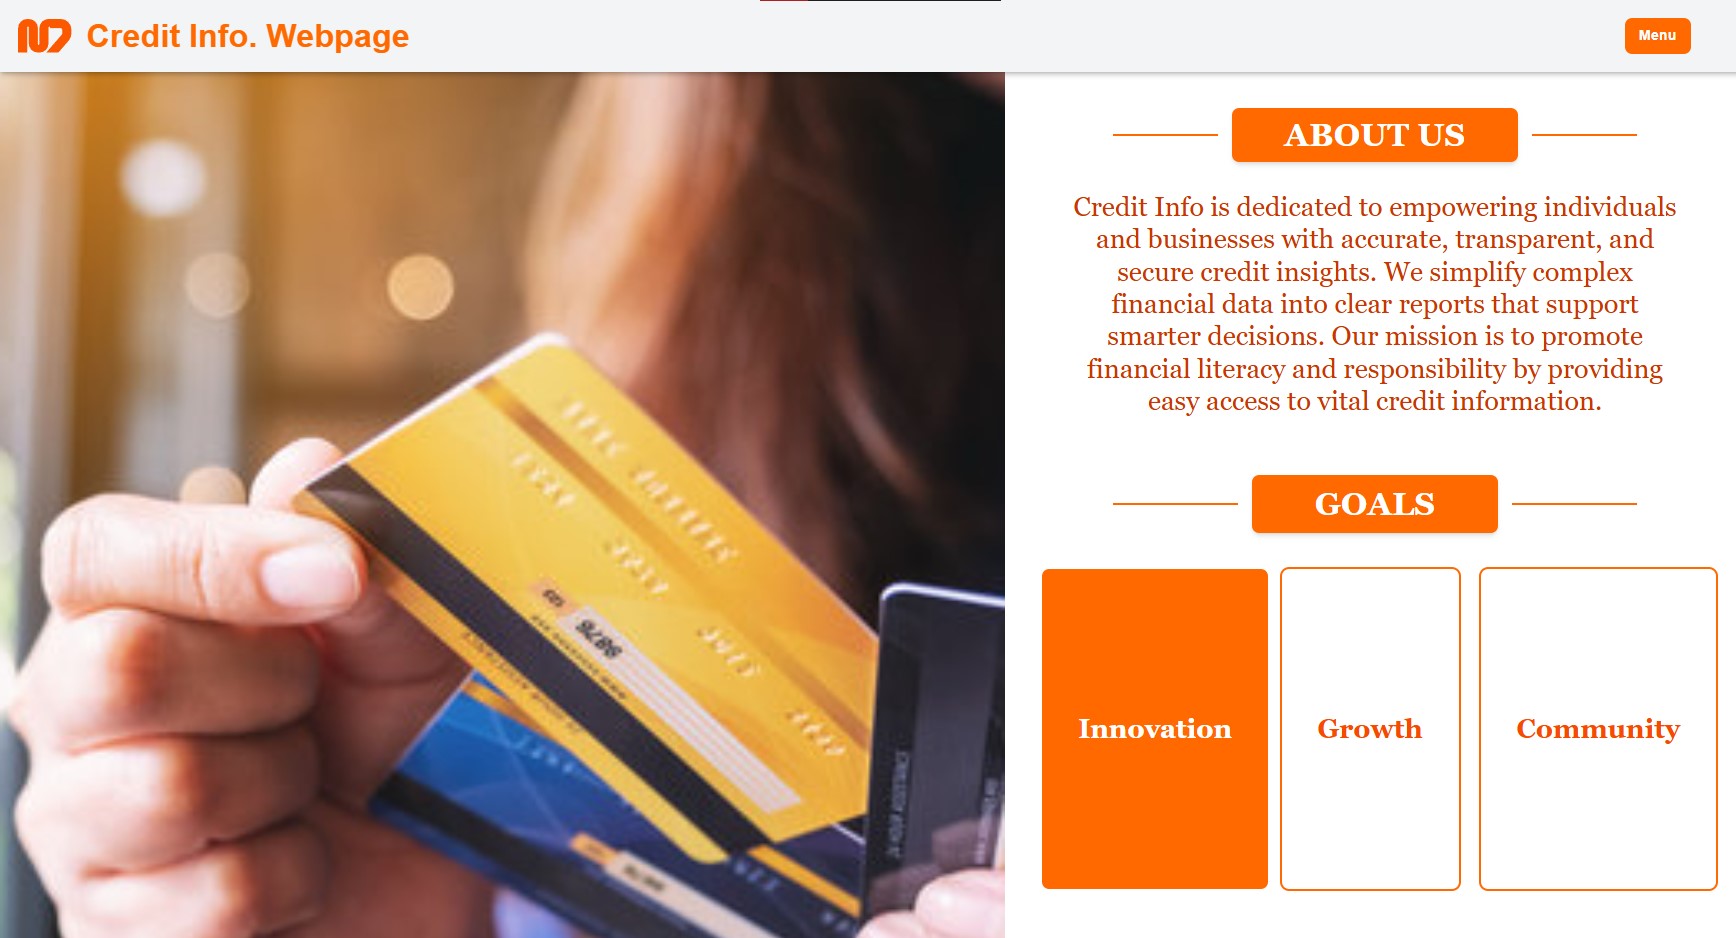 Credit Info. Webpage
Menu
ABOUT US
Credit Info is dedicated to empowering individuals
and businesses with accurate, transparent, and
secure credit insights. We simplify complex
financial data into clear reports that support
smarter decisions. Our mission is to promote
financial literacy and responsibility by providing
easy access to vital credit information.
GOALS
Innovation
Growth
Community
9876